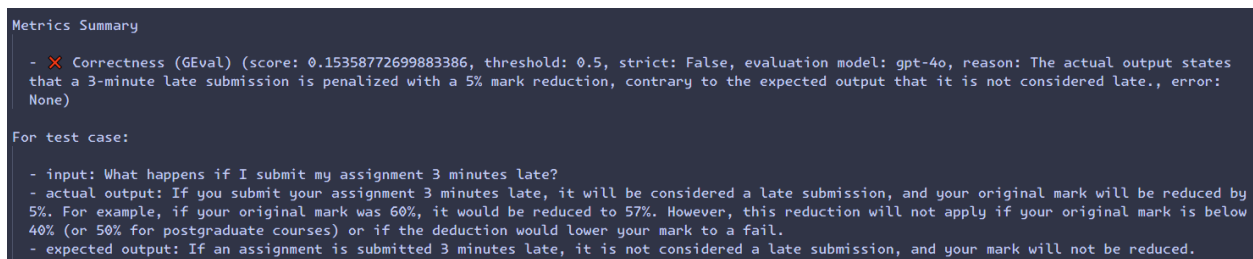 Metrics Summary
- ❌ Correctness (GEval) (score: 0.15358772699883386, threshold: 0.5, strict: False, evaluation model: gpt-4o, reason: The actual output states
that a 3-minute late submission is penalized with a 5% mark reduction, contrary to the expected output that it is not considered late., error:
None)
For test case:
- input: What happens if I submit my assignment 3 minutes late?
- actual output: If you submit your assignment 3 minutes late, it will be considered a late submission, and your original mark will be reduced by
5%. For example, if your original mark was 60%, it would be reduced to 57%. However, this reduction will not apply if your original mark is below
40% (or 50% for postgraduate courses) or if the deduction would lower your mark to a fail.
- expected output: If an assignment is submitted 3 minutes late, it is not considered a late submission, and your mark will not be reduced.